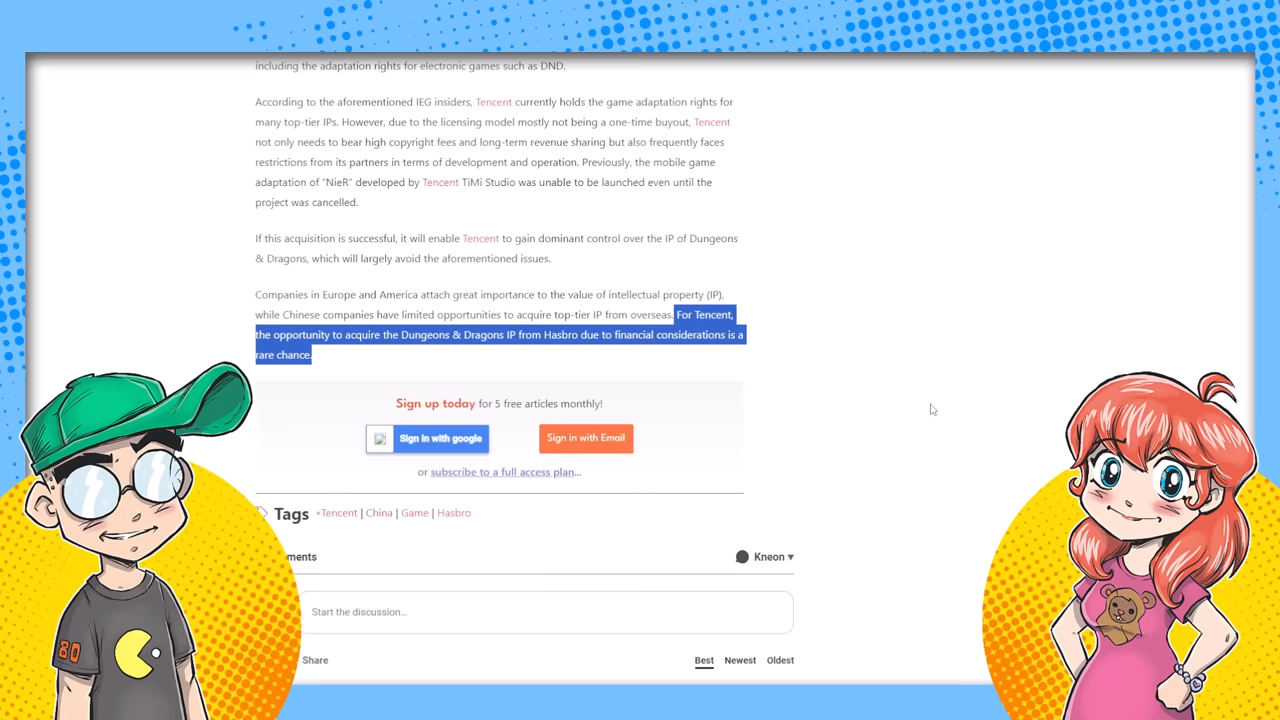 including the adaptation rights for electronic games such as DND.
According to the aforementioned IEG insiders, Tencent currently holds the game adaptation rights for
many top-tier IPs. However, due to the licensing model mostly not being a one-time buyout, Tencent
not only needs to bear high copyright fees and long-term revenue sharing but also frequently faces
restrictions from its partners in terms of development and operation. Previously, the mobile game
adaptation of "NieR" developed by Tencent TiMi Studio was unable to be launched even until the
project was cancelled.
If this acquisition is successful, it will enable Tencent to gain dominant control over the IP of Dungeons
& Dragons, which will largely avoid the aforementioned issues.
Companies in Europe and America attach great importance to the value of intellectual property (IP),
while Chinese companies have limited opportunities to acquire top-tier IP from overseas. For Tencent,
the opportunity to acquire the Dungeons & Dragons IP from Hasbro due to financial considerations is a
rare chance.
Sign up today for 5 free articles monthly!
Sign in with google Sign in with Email
or subscribe to a full access plan...
Tags •Tencent | China | Game | Hasbro
ments Kneon ▾
Start the discussion...
Share Best Newest Oldest
80